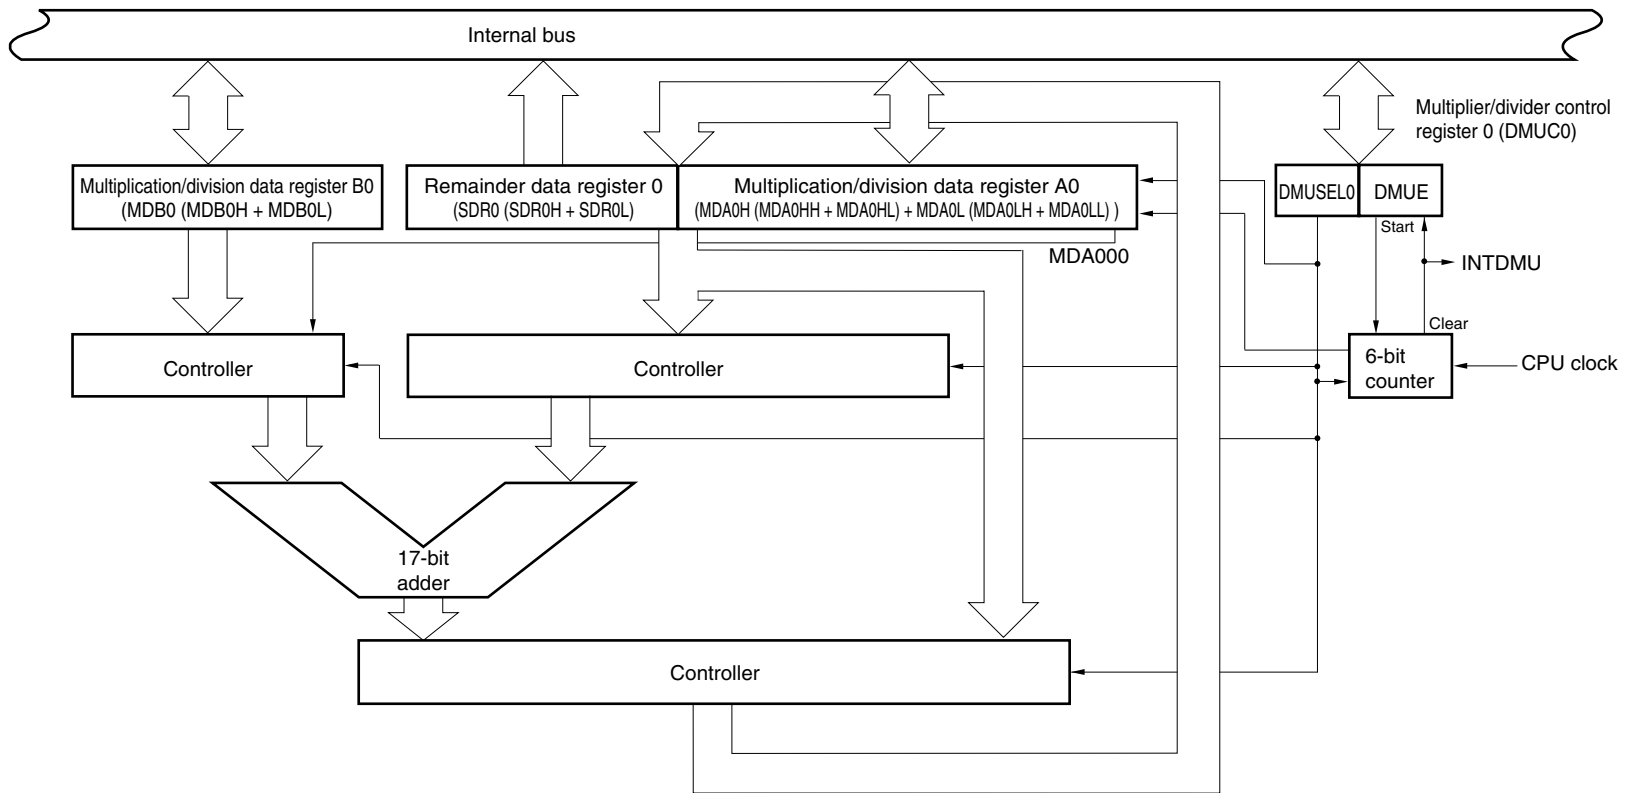 Internal bus
Multiplier/divider control
register 0 (DMUC0)
Multiplication/division data register B0
(MDB0 (MDB0H + MDB0L)
Remainder data register 0
(SDR0 (SDR0H + SDR0L)
Multiplication/division data register A0
(MDA0H (MDA0HH + MDA0HL) + MDA0L (MDA0LH + MDA0LL) )
DMUSEL0
DMUE
Start
MDA000
INTDMU
Clear
Controller
Controller
6-bit
counter
CPU clock
17-bit
adder
Controller